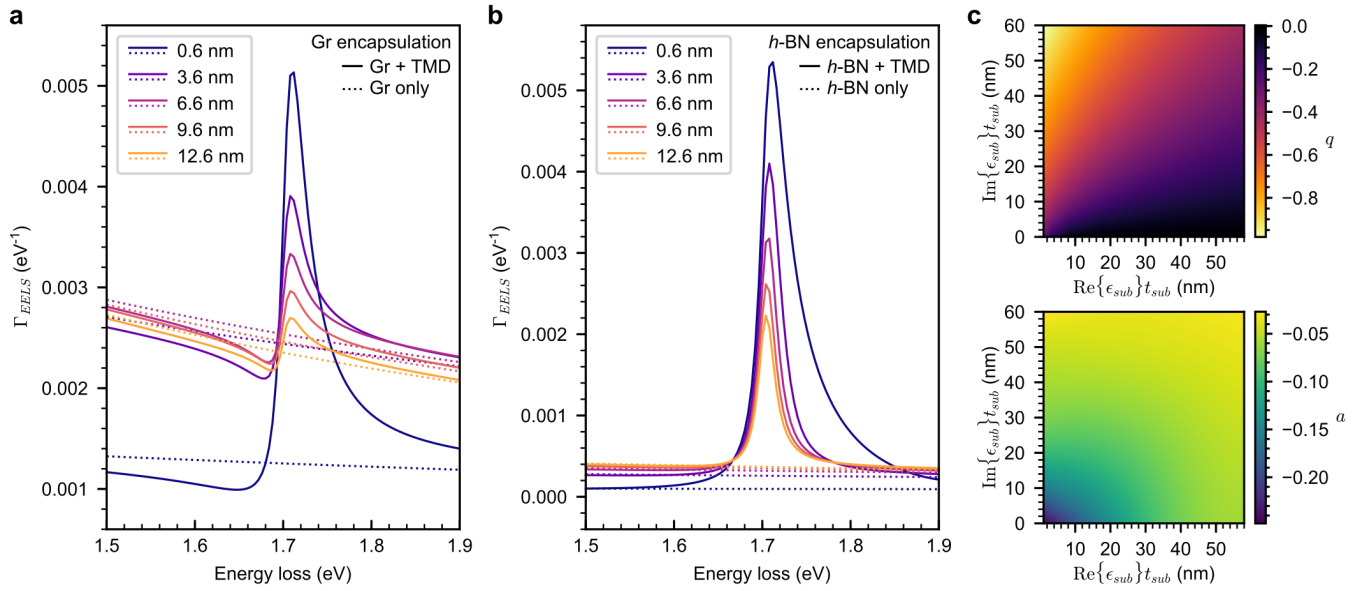 a
Γ_EELS (eV⁻¹)
0.005
0.004
0.003
0.002
0.001
0.6 nm
3.6 nm
6.6 nm
9.6 nm
12.6 nm
Gr encapsulation
Gr + TMD
Gr only
1.5 1.6 1.7 1.8 1.9
Energy loss (eV)
b
Γ_EELS (eV⁻¹)
0.005
0.004
0.003
0.002
0.001
0.000
0.6 nm
3.6 nm
6.6 nm
9.6 nm
12.6 nm
h-BN encapsulation
h-BN + TMD
h-BN only
1.5 1.6 1.7 1.8 1.9
Energy loss (eV)
c
Im{ϵ_sub}t_sub (nm)
60
50
40
30
20
10
0
10 20 30 40 50
Re{ϵ_sub}t_sub (nm)
0.0
−0.2
−0.4
−0.6
−0.8
q
Im{ϵ_sub}t_sub (nm)
60
50
40
30
20
10
0
10 20 30 40 50
Re{ϵ_sub}t_sub (nm)
−0.05
−0.10
−0.15
−0.20
a